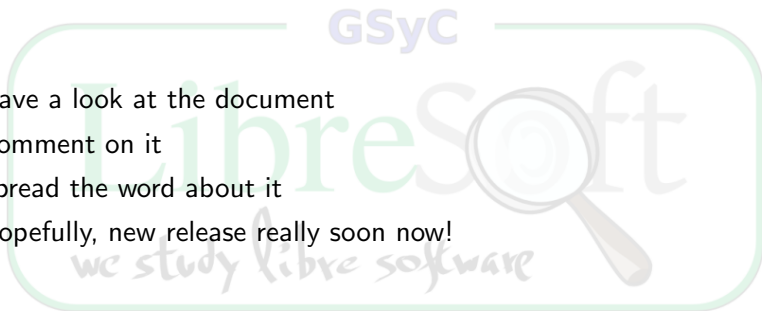 GSyC
LibreSoft
ave a look at the document
omment on it
pread the word about it
opefully, new release really soon now!
we study libre software